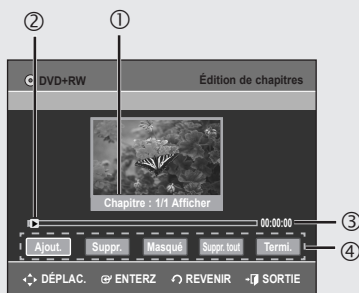 ② ①
DVD+RW Édition de chapitres
Chapitre : 1/1 Afficher
00:00:00 ③
Ajout. Suppr. Masqué Suppr. tout Termi. ④
DÉPLAC. ENTERZ REVENIR SORTIE